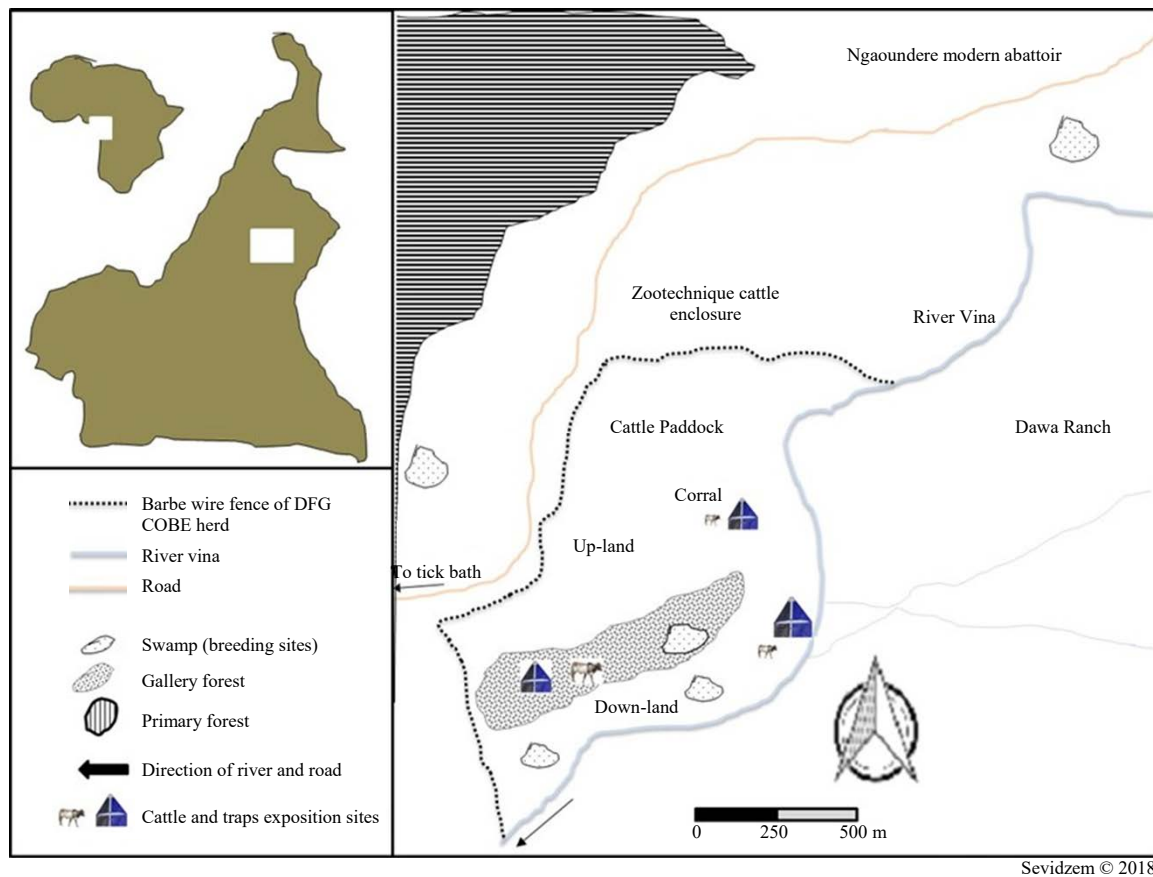 Ngaoundere modern abattoir
Zootechnique cattle
enclosure
River Vina
Cattle Paddock
Dawa Ranch
Corral
Up-land
To tick bath
Down-land
Barbe wire fence of DFG
COBE herd
River vina
Road
Swamp (breeding sites)
Gallery forest
Primary forest
Direction of river and road
Cattle and traps exposition sites
0 250 500 m
Sevidzem © 2018